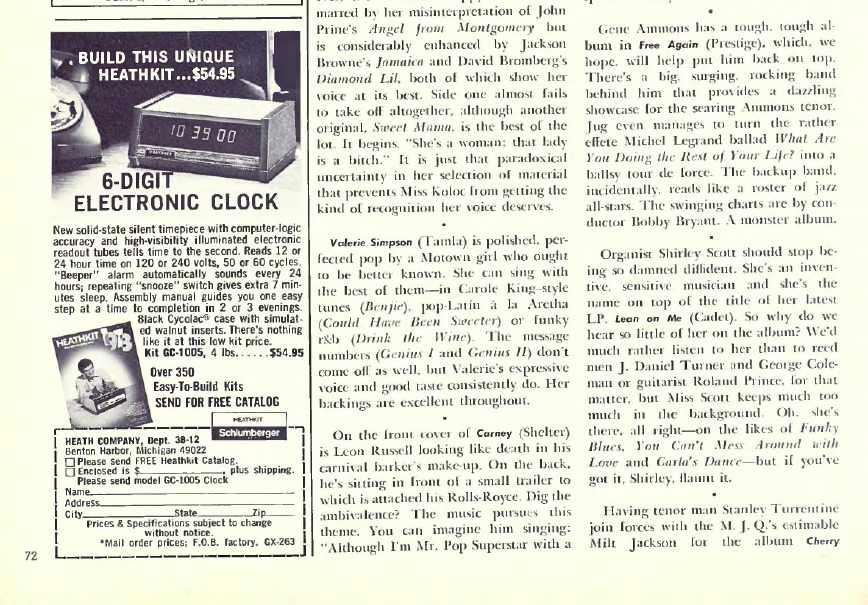 BUILD THIS UNIQUE
HEATHKIT...$54.95
10 39 00
HEATHKIT
6-DIGIT
ELECTRONIC CLOCK
New solid-state silent timepiece with computer-logic
accuracy and high-visibility illuminated electronic
readout tubes tells time to the second. Reads 12 or
24 hour time on 120 or 240 volts, 50 or 60 cycles.
"Beeper" alarm automatically sounds every 24
hours; repeating "snooze" switch gives extra 7 min-
utes sleep. Assembly manual guides you one easy
step at a time to completion in 2 or 3 evenings.
Black Cycolac® case with simulat-
ed walnut inserts. There's nothing
like it at this low kit price.
Kit GC-1005, 4 lbs......$54.95
HEATHKIT 1973
Over 350
Easy-To-Build Kits
SEND FOR FREE CATALOG
HEATHKIT
Schlumberger
HEATH COMPANY, Dept. 38-12
Benton Harbor, Michigan 49022
Please send FREE Heathkit Catalog.
Enclosed is $, plus shipping.
Please send model GC-1005 Clock
Name
Address
City State Zip
Prices & Specifications subject to change
without notice.
*Mail order prices; F.O.B. factory. GX-263
72
marred by her misinterpretation of John
Prine's Angel from Montgomery but
is considerably enhanced by Jackson
Browne's Jamaica and David Bromberg's
Diamond Lil, both of which show her
voice at its best. Side one almost fails
to take off altogether, although another
original, Sweet Mama, is the best of the
lot. It begins, "She's a woman; that lady
is a bitch." It is just that paradoxical
uncertainty in her selection of material
that prevents Miss Koloc from getting the
kind of recognition her voice deserves.
•
Valerie Simpson (Tamla) is polished, per-
fected pop by a Motown girl who ought
to be better known. She can sing with
the best of them—in Carole King–style
tunes (Benjie), pop-Latin à la Aretha
(Could Have Been Sweeter) or funky
r&b (Drink the Wine). The message
numbers (Genius I and Genius II) don't
come off as well, but Valerie's expressive
voice and good taste consistently do. Her
backings are excellent throughout.
•
On the front cover of Carney (Shelter)
is Leon Russell looking like death in his
carnival barker's make-up. On the back,
he's sitting in front of a small trailer to
which is attached his Rolls-Royce. Dig the
ambivalence? The music pursues this
theme. You can imagine him singing:
"Although I'm Mr. Pop Superstar with a
•
Gene Ammons has a tough, tough al-
bum in Free Again (Prestige), which, we
hope, will help put him back on top.
There's a big, surging, rocking band
behind him that provides a dazzling
showcase for the searing Ammons tenor.
Jug even manages to turn the rather
effete Michel Legrand ballad What Are
You Doing the Rest of Your Life? into a
ballsy tour de force. The backup band,
incidentally, reads like a roster of jazz
all-stars. The swinging charts are by con-
ductor Bobby Bryant. A monster album.
•
Organist Shirley Scott should stop be-
ing so damned diffident. She's an inven-
tive, sensitive musician and she's the
name on top of the title of her latest
LP, Lean on Me (Cadet). So why do we
hear so little of her on the album? We'd
much rather listen to her than to reed
men J. Daniel Turner and George Cole-
man or guitarist Roland Prince, for that
matter, but Miss Scott keeps much too
much in the background. Oh, she's
there, all right—on the likes of Funky
Blues, You Can't Mess Around with
Love and Carla's Dance—but if you've
got it, Shirley, flaunt it.
•
Having tenor man Stanley Turrentine
join forces with the M. J. Q.'s estimable
Milt Jackson for the album Cherry